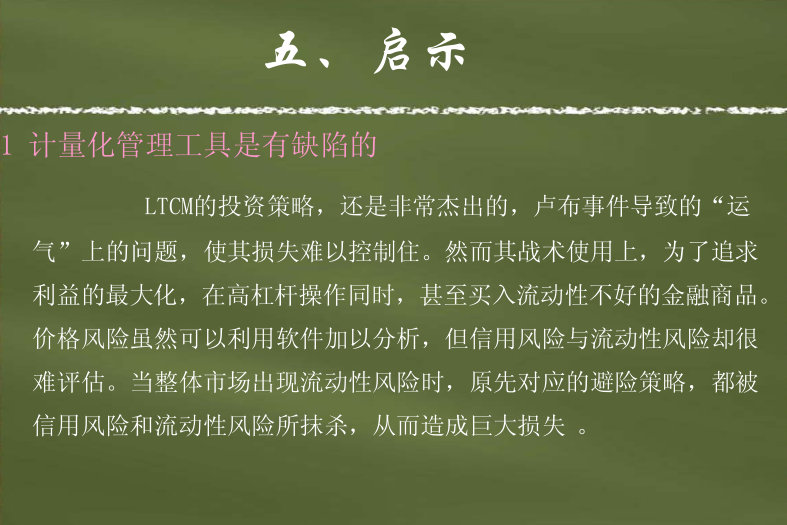 五、启示
1 计量化管理工具是有缺陷的
LTCM的投资策略，还是非常杰出的，卢布事件导致的“运
气”上的问题，使其损失难以控制住。然而其战术使用上，为了追求
利益的最大化，在高杠杆操作同时，甚至买入流动性不好的金融商品。
价格风险虽然可以利用软件加以分析，但信用风险与流动性风险却很
难评估。当整体市场出现流动性风险时，原先对应的避险策略，都被
信用风险和流动性风险所抹杀，从而造成巨大损失 。